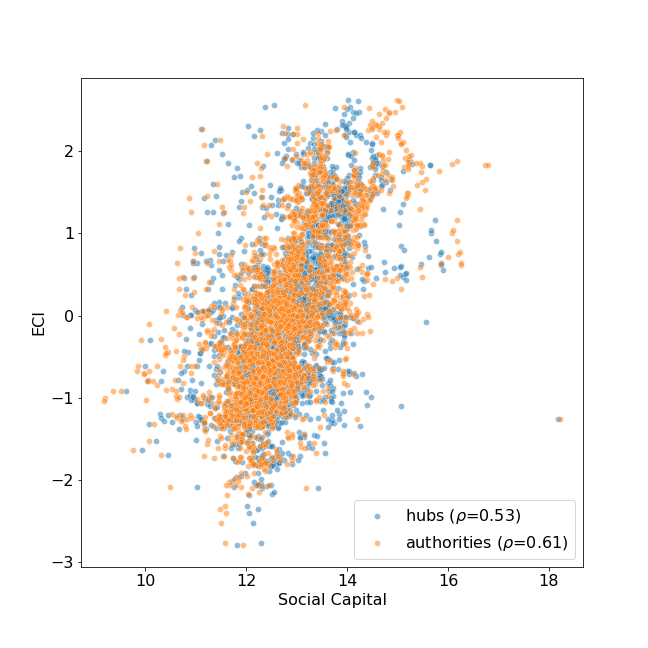 2
1
0
−1
−2
−3
ECI
10
12
14
16
18
Social Capital
hubs (ρ=0.53)
authorities (ρ=0.61)